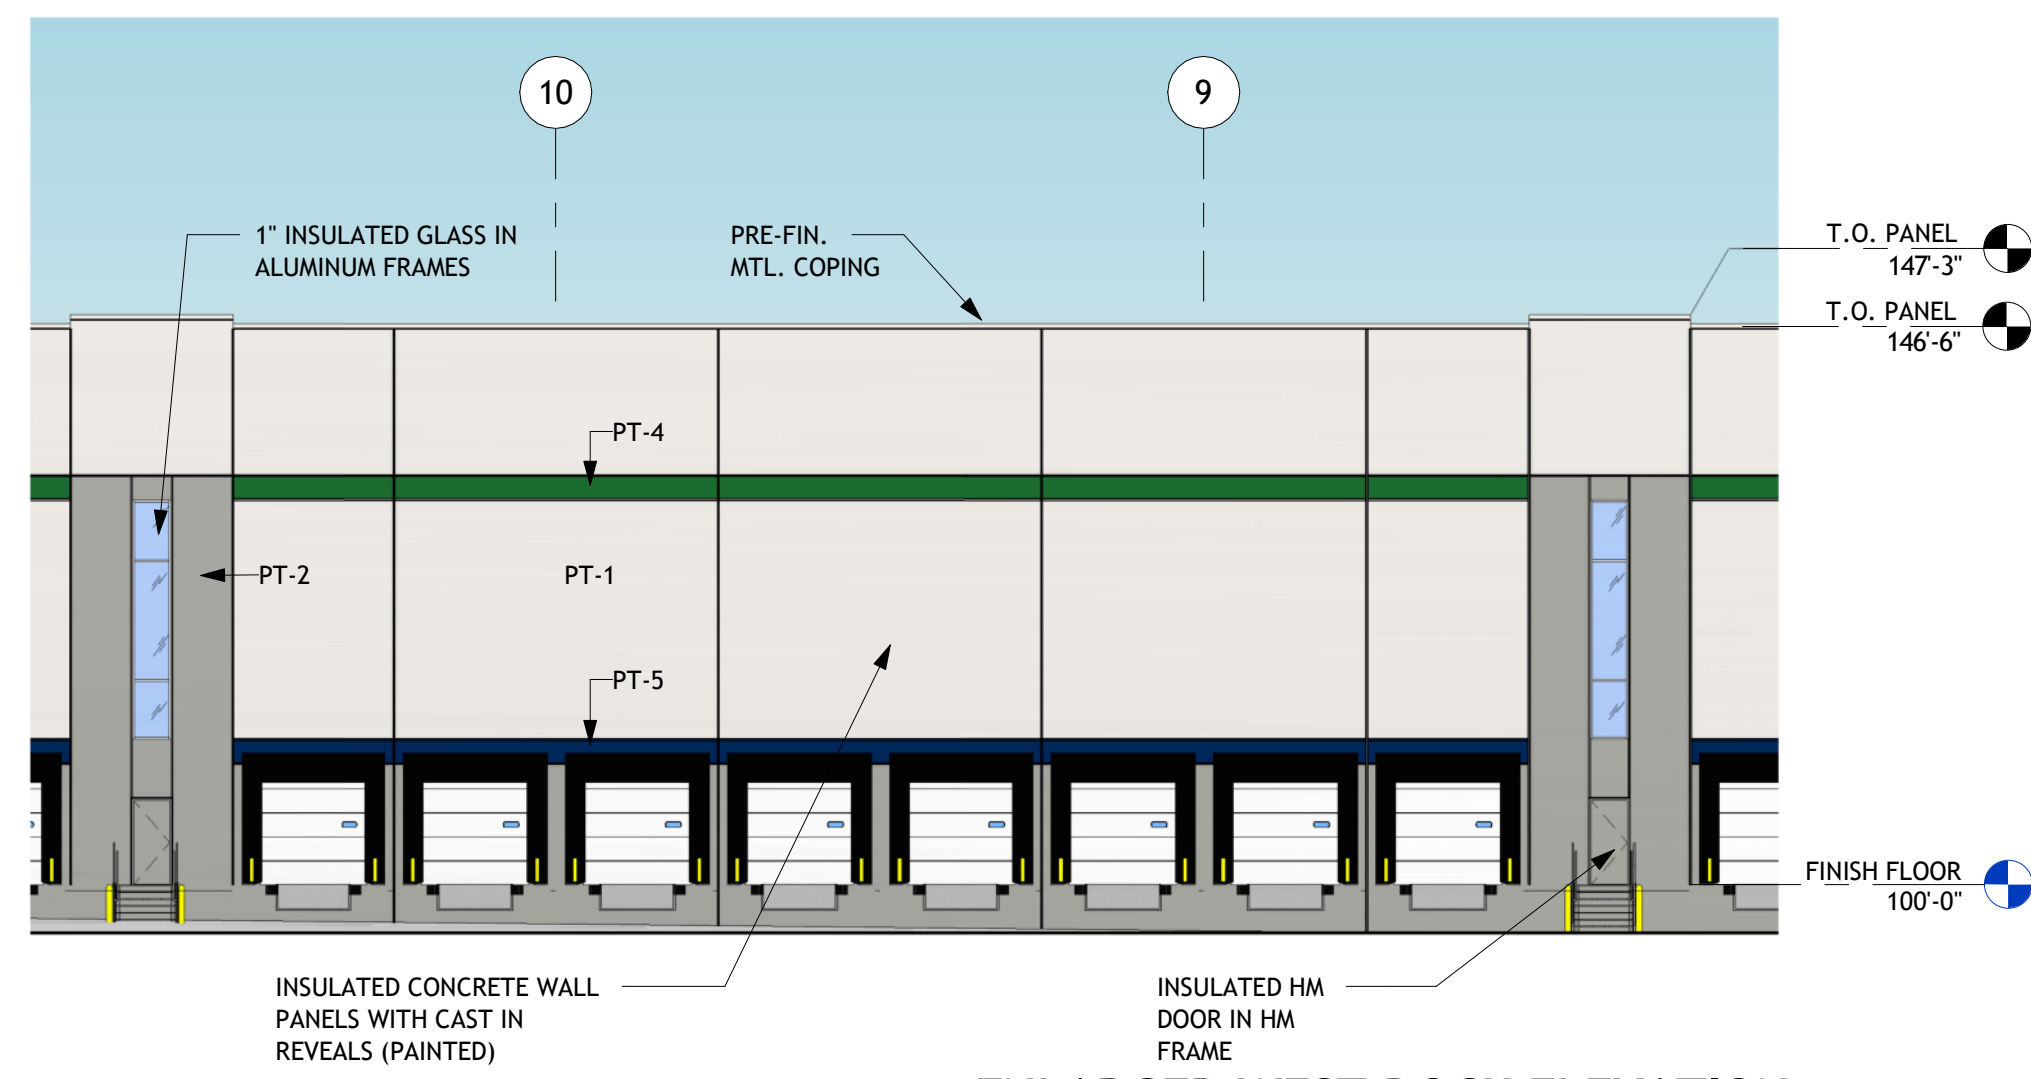 10
9
1" INSULATED GLASS IN
ALUMINUM FRAMES
PRE-FIN.
MTL. COPING
T.O. PANEL
147'-3"
T.O. PANEL
146'-6"
PT-4
PT-2
PT-1
PT-5
FINISH FLOOR
100'-0"
INSULATED CONCRETE WALL
PANELS WITH CAST IN
REVEALS (PAINTED)
INSULATED HM
DOOR IN HM
FRAME